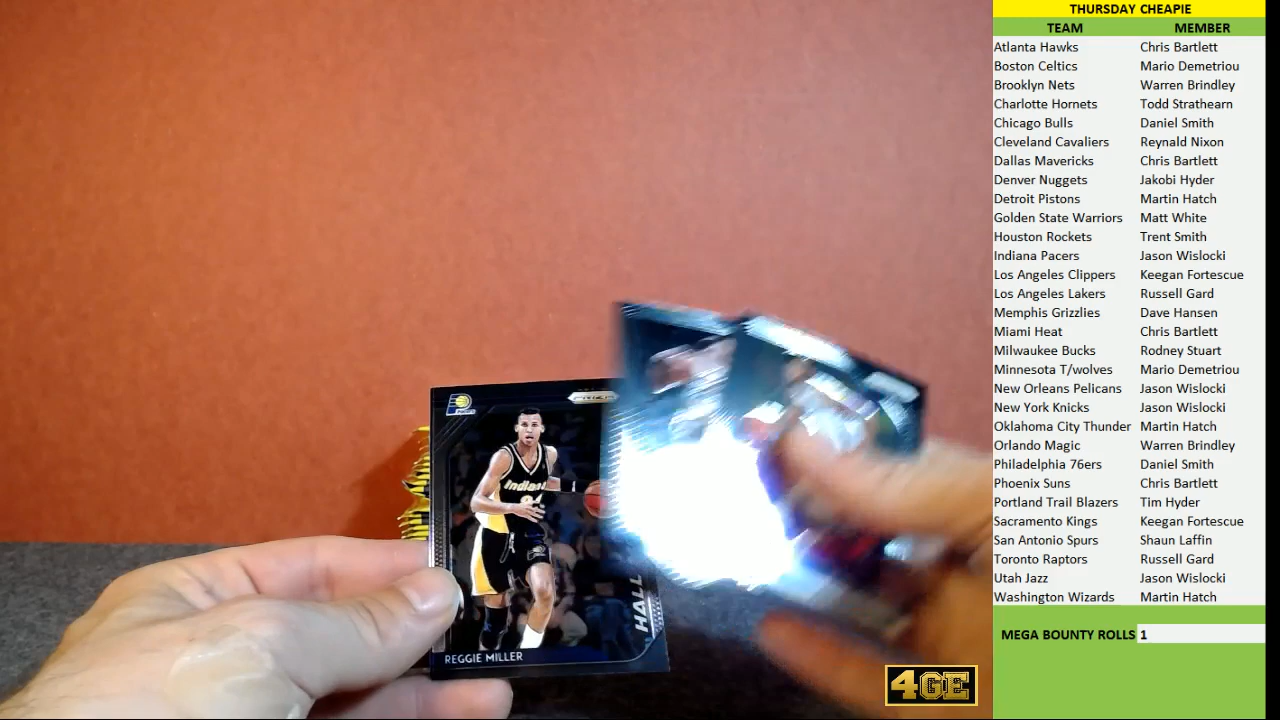 THURSDAY CHEAPIE
TEAM MEMBER
Atlanta Hawks Chris Bartlett
Boston Celtics Mario Demetriou
Brooklyn Nets Warren Brindley
Charlotte Hornets Todd Strathearn
Chicago Bulls Daniel Smith
Cleveland Cavaliers Reynald Nixon
Dallas Mavericks Chris Bartlett
Denver Nuggets Jakobi Hyder
Detroit Pistons Martin Hatch
Golden State Warriors Matt White
Houston Rockets Trent Smith
Indiana Pacers Jason Wislocki
Los Angeles Clippers Keegan Fortescue
Los Angeles Lakers Russell Gard
Memphis Grizzlies Dave Hansen
Miami Heat Chris Bartlett
Milwaukee Bucks Rodney Stuart
Minnesota T/wolves Mario Demetriou
New Orleans Pelicans Jason Wislocki
New York Knicks Jason Wislocki
Oklahoma City Thunder Martin Hatch
Orlando Magic Warren Brindley
Philadelphia 76ers Daniel Smith
Phoenix Suns Chris Bartlett
Portland Trail Blazers Tim Hyder
Sacramento Kings Keegan Fortescue
San Antonio Spurs Shaun Laffin
Toronto Raptors Russell Gard
Utah Jazz Jason Wislocki
Washington Wizards Martin Hatch
MEGA BOUNTY ROLLS 1
PRIZM
Indiana
HALL
REGGIE MILLER
4GE